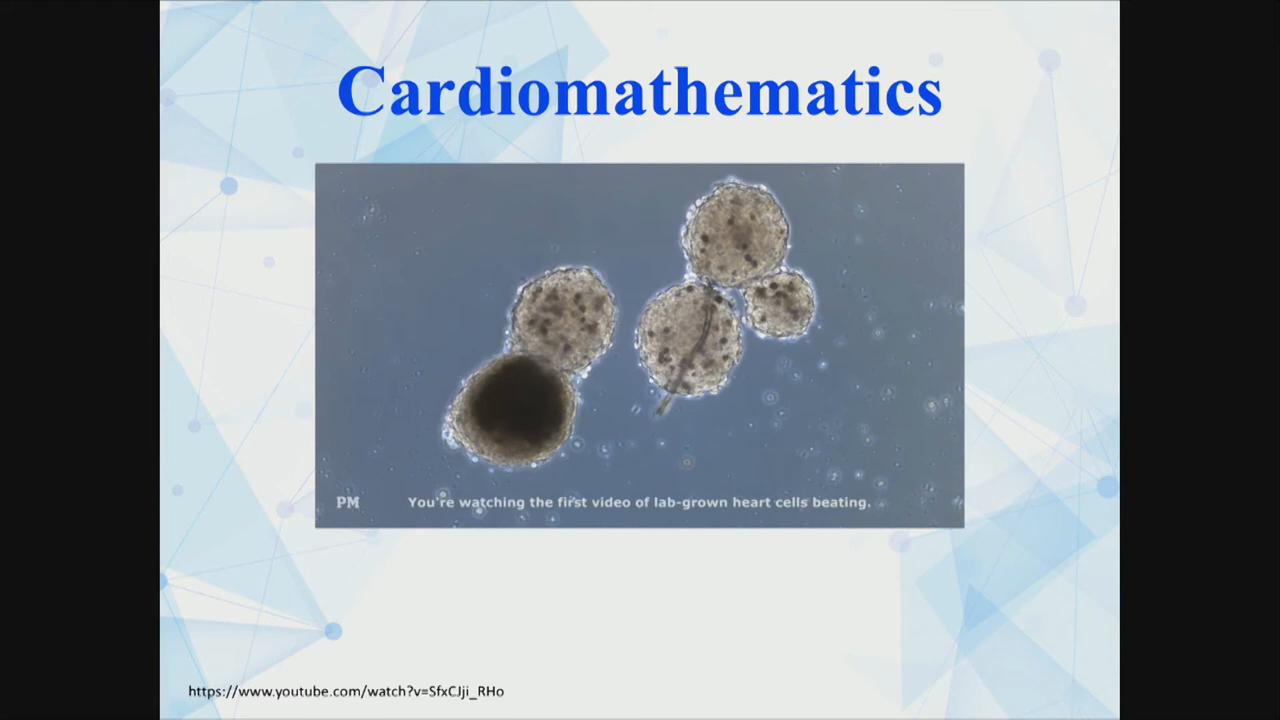 Cardiomathematics
PM
You're watching the first video of lab-grown heart cells beating.
https://www.youtube.com/watch?v=SfxCJji_RHo